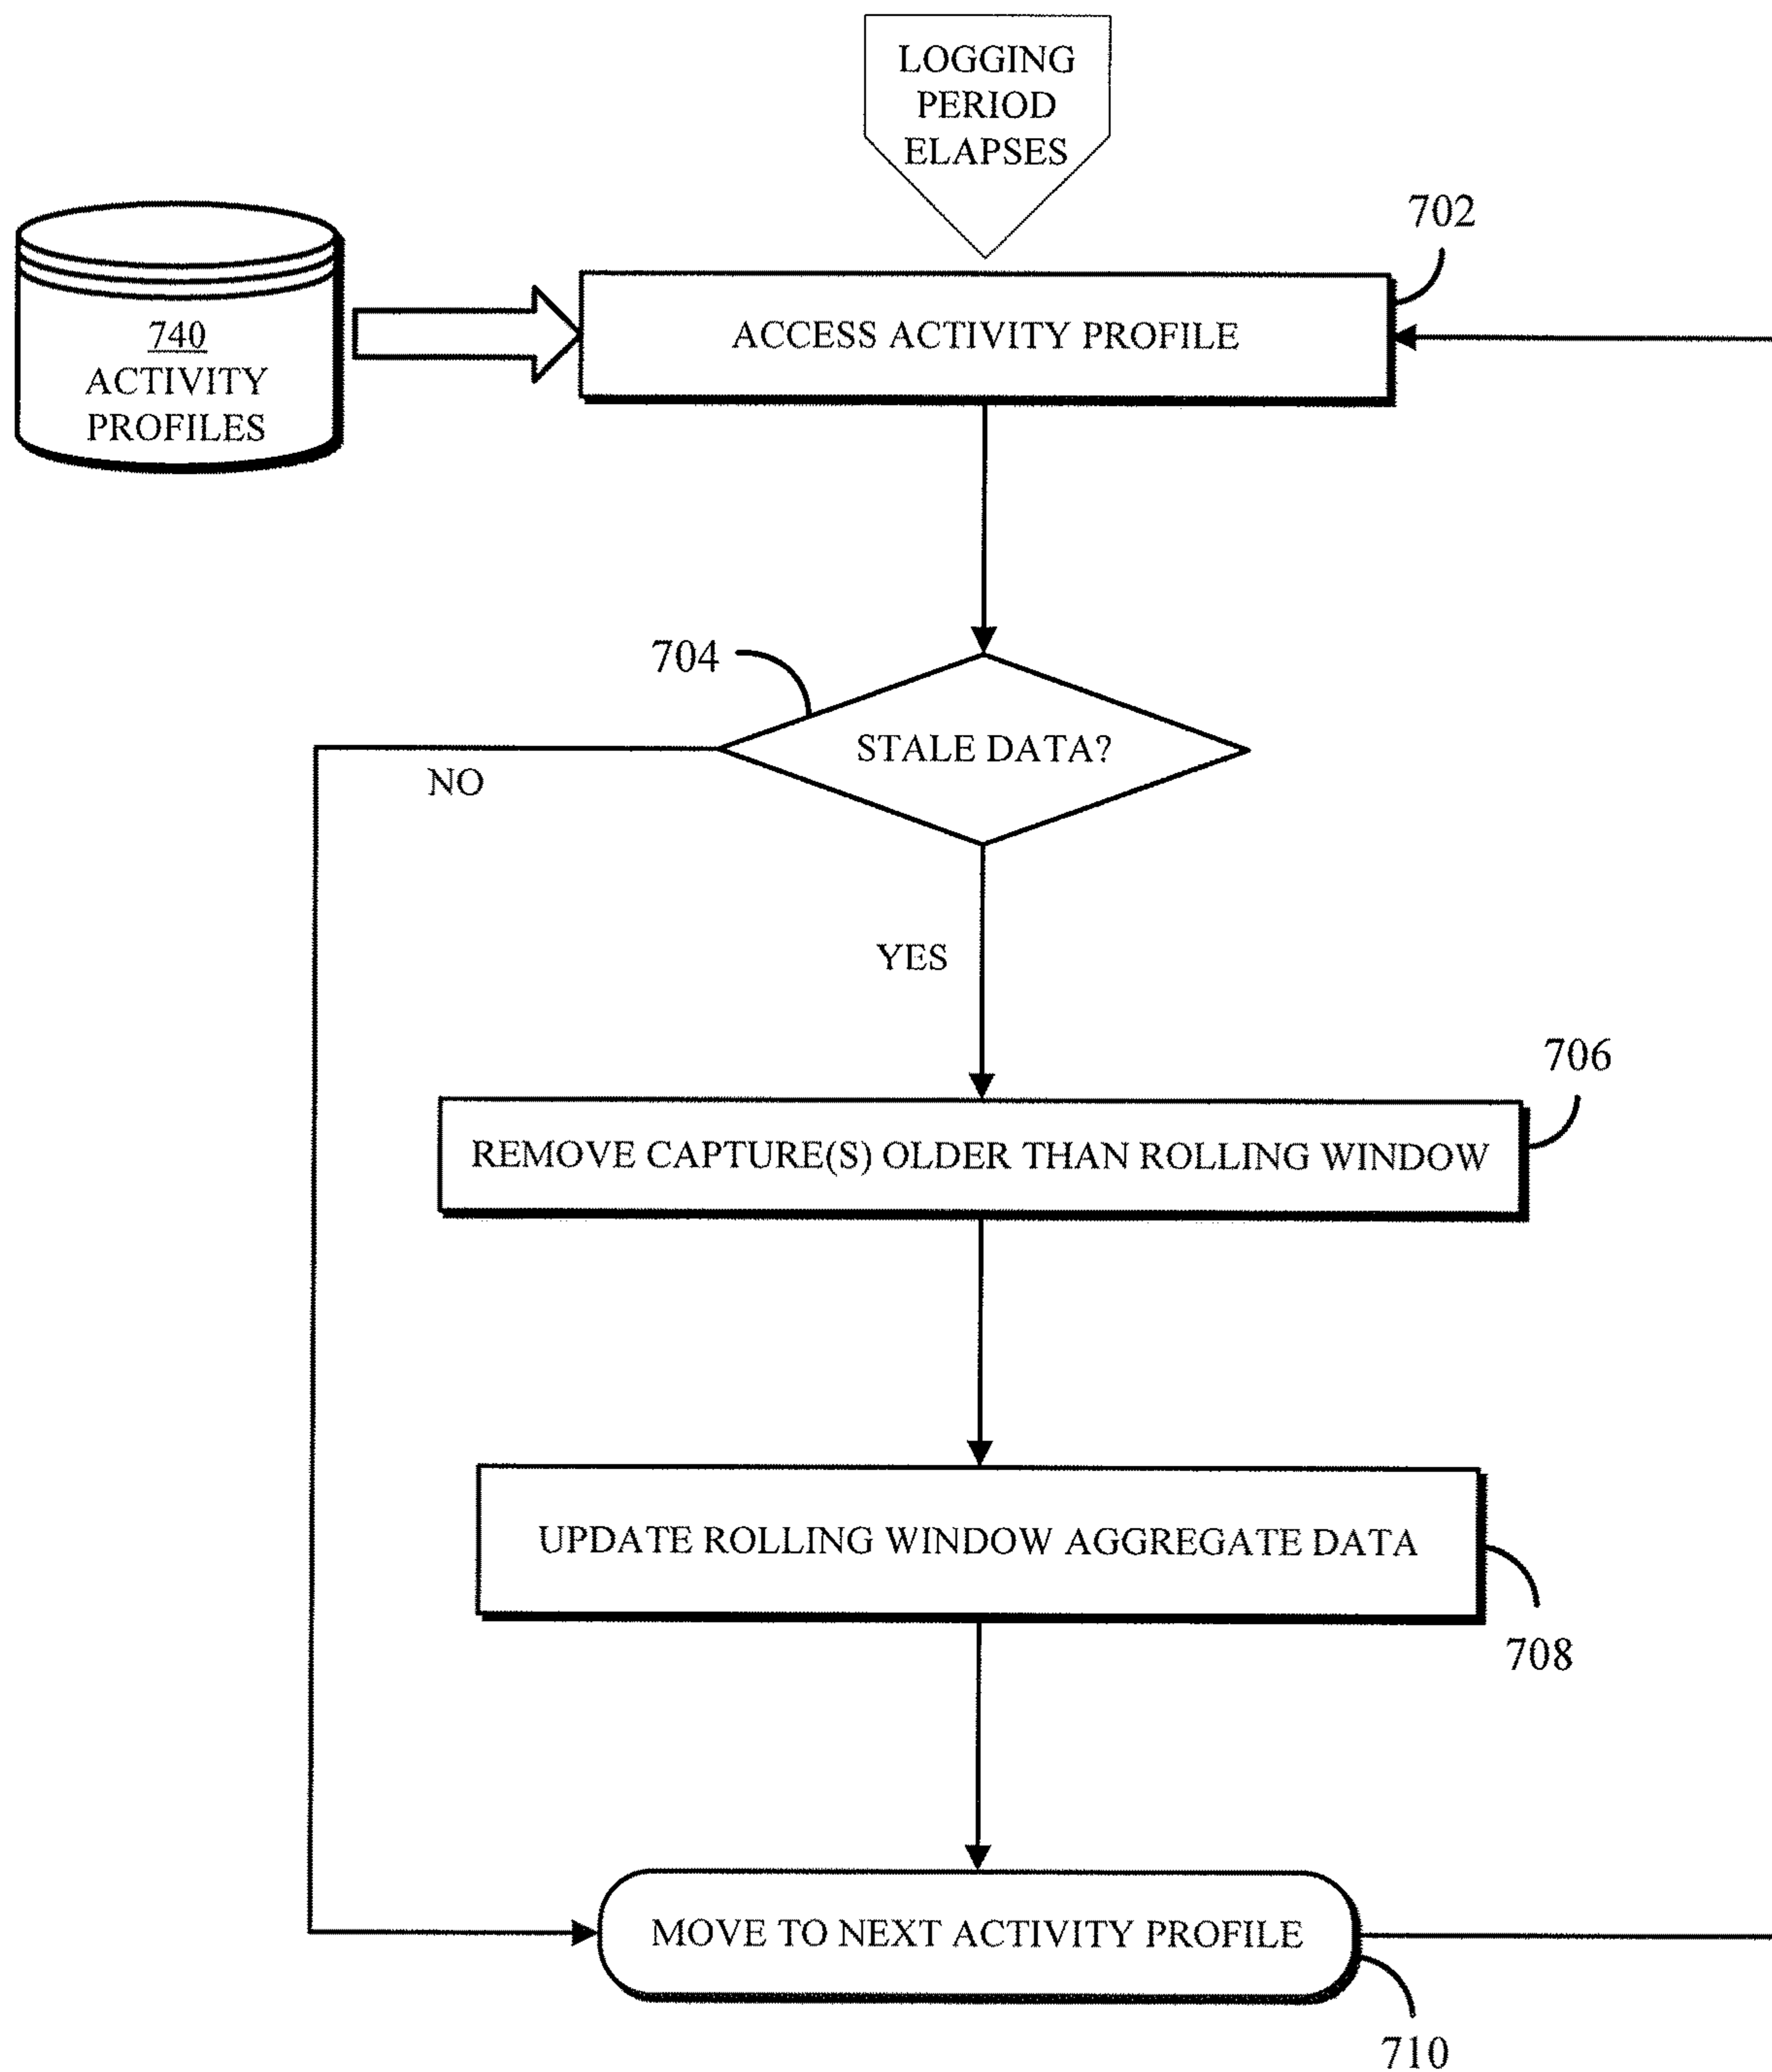 LOGGING
PERIOD
ELAPSES
702
740
ACTIVITY
PROFILES
ACCESS ACTIVITY PROFILE
704
STALE DATA?
NO
YES
706
REMOVE CAPTURE(S) OLDER THAN ROLLING WINDOW
UPDATE ROLLING WINDOW AGGREGATE DATA
708
MOVE TO NEXT ACTIVITY PROFILE
710